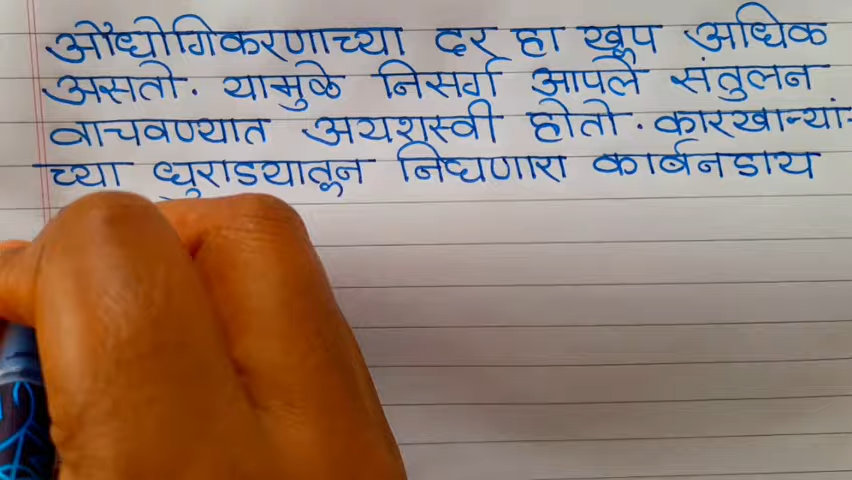 औद्योगिकरणाच्या दर हा खूप अधिक
असतो. यामुळे निसर्ग आपले संतुलन
वाचवण्यात अयशस्वी होतो. कारखान्यां-
च्या धुराड्यातून निघणारा कार्बनडाय